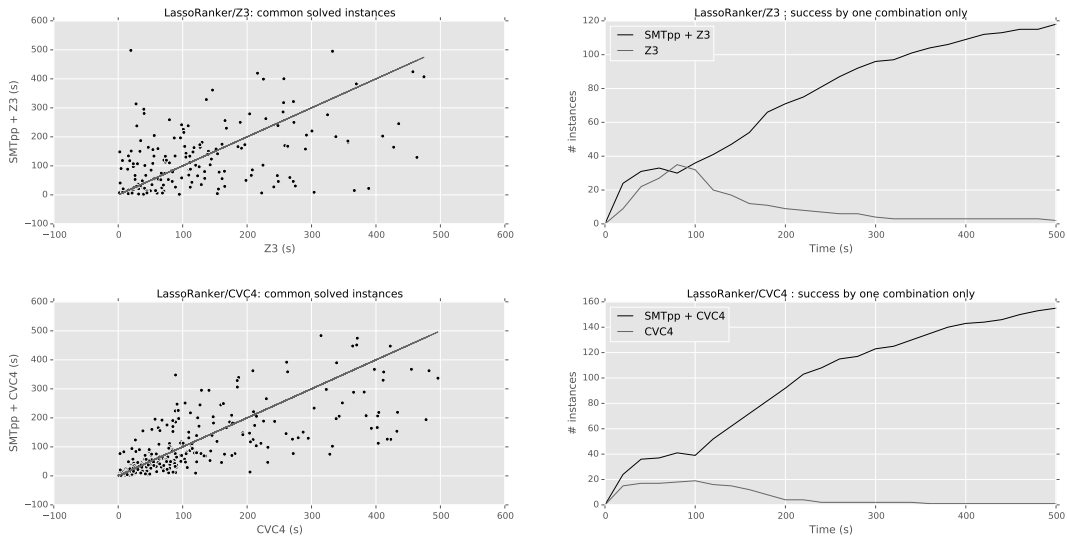 LassoRanker/Z3: common solved instances
600
500
400
300
200
100
0
−100
−100 0 100 200 300 400 500 600
SMTpp + Z3 (s)
Z3 (s)
LassoRanker/Z3 : success by one combination only
SMTpp + Z3
Z3
120
100
80
60
40
20
0
0 100 200 300 400 500
# instances
Time (s)
LassoRanker/CVC4: common solved instances
600
500
400
300
200
100
0
−100
−100 0 100 200 300 400 500 600
SMTpp + CVC4 (s)
CVC4 (s)
LassoRanker/CVC4 : success by one combination only
SMTpp + CVC4
CVC4
160
140
120
100
80
60
40
20
0
0 100 200 300 400 500
# instances
Time (s)